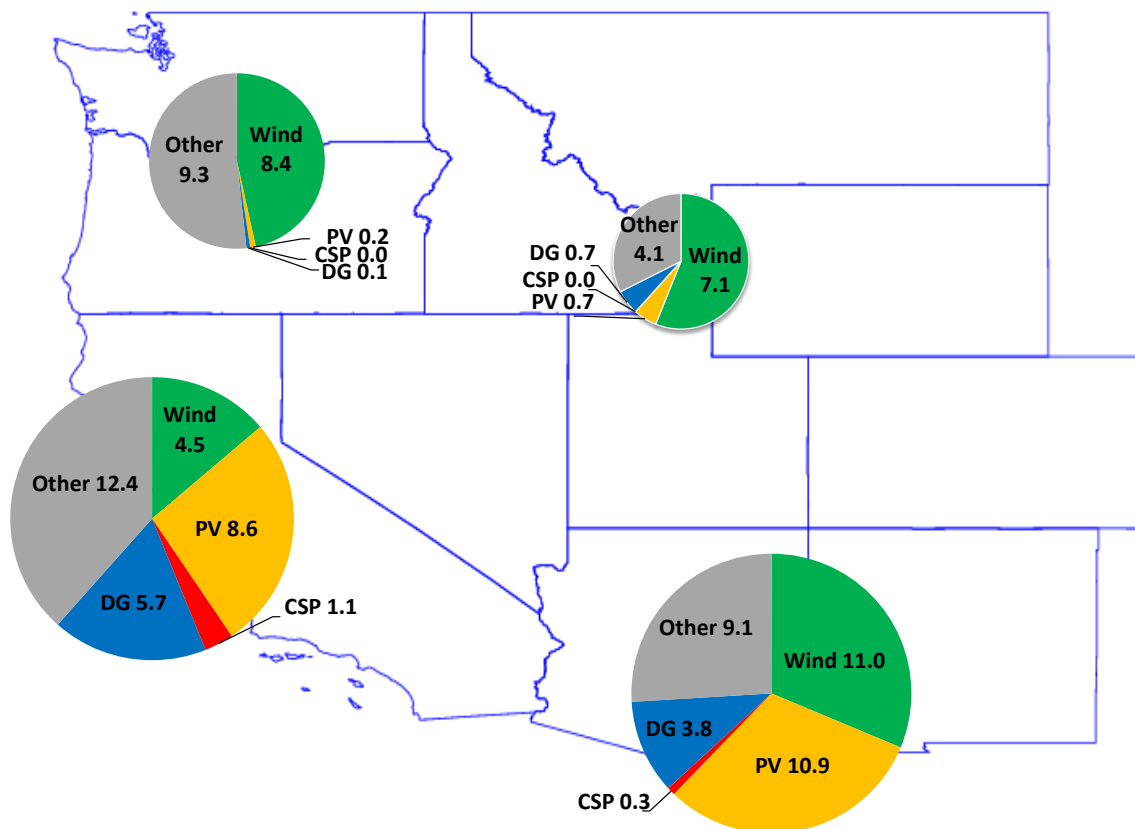 Other
9.3
Wind
8.4
PV 0.2
CSP 0.0
DG 0.1
Other
4.1
Wind
7.1
DG 0.7
CSP 0.0
PV 0.7
Wind
4.5
Other 12.4
PV 8.6
DG 5.7
CSP 1.1
Other 9.1
Wind 11.0
DG 3.8
PV 10.9
CSP 0.3